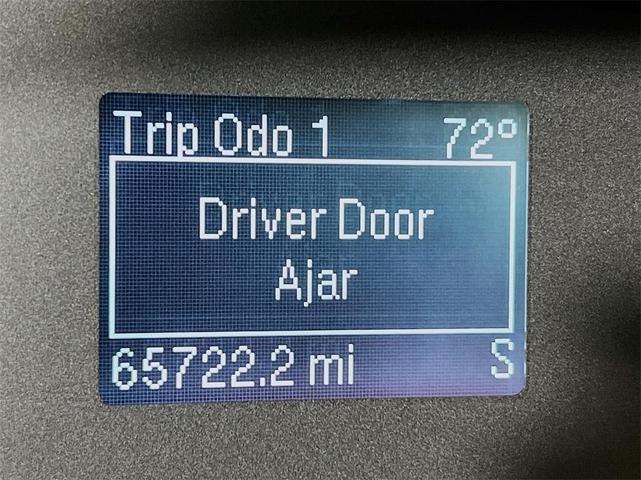 Trip Odo 1 72°
Driver Door
Ajar
65722.2 mi S